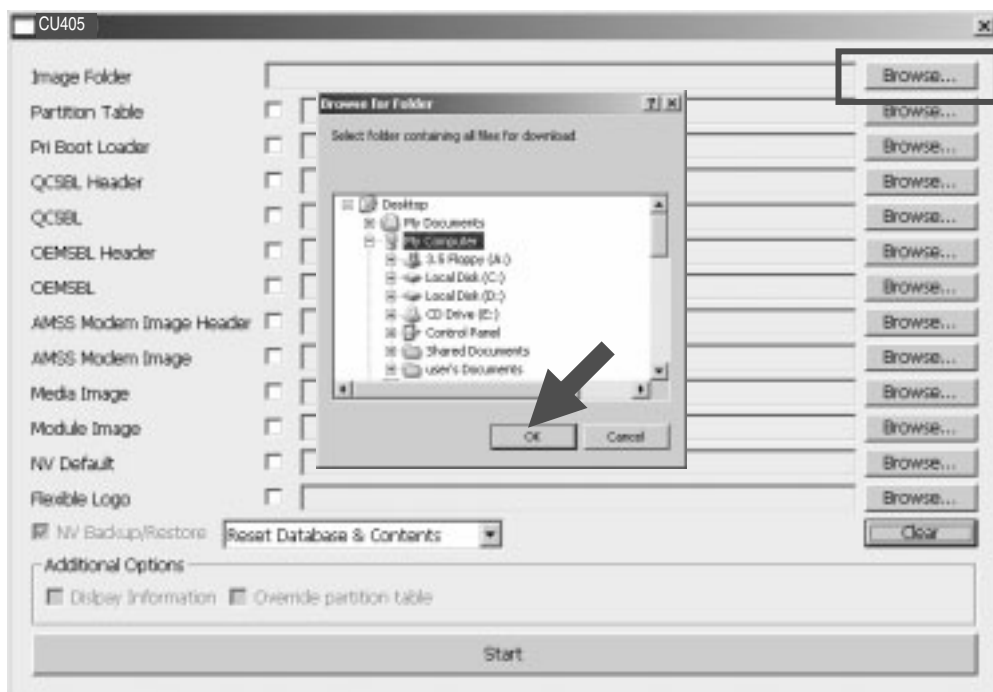 CU405
Image Folder Browse...
Partition Table Browse...
Pri Boot Loader Browse...
QCSBL Header Browse...
QCSBL Browse...
OEMSBL Header Browse...
OEMSBL Browse...
AMSS Modem Image Header Browse...
AMSS Modem Image Browse...
Media Image Browse...
Module Image Browse...
NV Default Browse...
Flexible Logo Browse...
NV Backup/Restore Reset Database & Contents Clear
Additional Options
Dislpay Information Override partition table
Start
Browse for Folder
Select folder containing all files for download
Desktop
My Documents
My Computer
3.5 Floppy (A:)
Local Disk (C:)
Local Disk (D:)
CD Drive (E:)
Control Panel
Shared Documents
user's Documents
OK Cancel